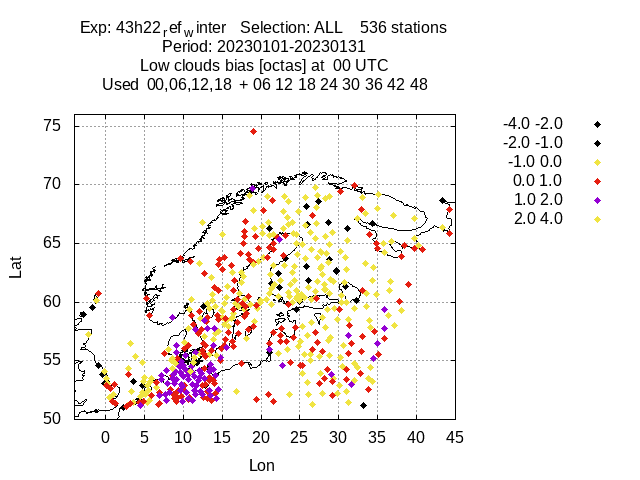 Exp: 43h22refwinter   Selection: ALL    536 stations
Period: 20230101-20230131
Low clouds bias [octas] at  00 UTC
Used  00,06,12,18  + 06 12 18 24 30 36 42 48
-4.0 -2.0
-2.0 -1.0
-1.0 0.0
0.0 1.0
1.0 2.0
2.0 4.0
75
70
65
60
55
50
Lat
0 5 10 15 20 25 30 35 40 45
Lon